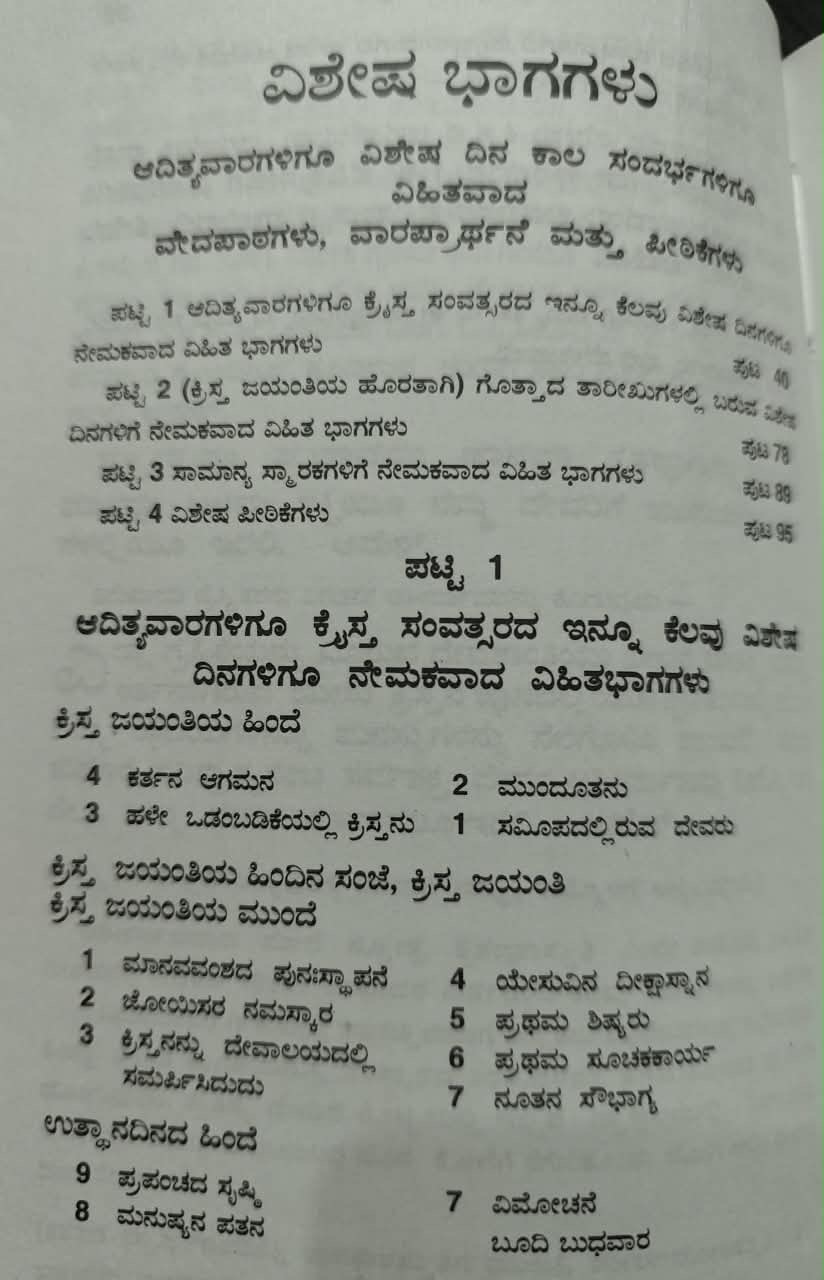 ವಿಶೇಷ ಭಾಗಗಳು
ಆದಿತ್ಯವಾರಗಳಿಗೂ ವಿಶೇಷ ದಿನ ಕಾಲ ಸಂದರ್ಭಗಳಿಗೂ
ವಿಹಿತವಾದ
ವೇದಪಾಠಗಳು, ವಾರಪ್ರಾರ್ಥನೆ ಮತ್ತು ಪೀಠಿಕೆಗಳು
ಪಟ್ಟಿ 1 ಆದಿತ್ಯವಾರಗಳಿಗೂ ಕ್ರೈಸ್ತ ಸಂವತ್ಸರದ ಇನ್ನೂ ಕೆಲವು ವಿಶೇಷ ದಿನಗಳಿಗೂ
ನೇಮಕವಾದ ವಿಹಿತ ಭಾಗಗಳು ಪುಟ 40
ಪಟ್ಟಿ 2 (ಕ್ರಿಸ್ತ ಜಯಂತಿಯ ಹೊರತಾಗಿ) ಗೊತ್ತಾದ ತಾರೀಖುಗಳಲ್ಲಿ ಬರುವ ವಿಶೇಷ
ದಿನಗಳಿಗೆ ನೇಮಕವಾದ ವಿಹಿತ ಭಾಗಗಳು ಪುಟ 78
ಪಟ್ಟಿ 3 ಸಾಮಾನ್ಯ ಸ್ಮಾರಕಗಳಿಗೆ ನೇಮಕವಾದ ವಿಹಿತ ಭಾಗಗಳು ಪುಟ 89
ಪಟ್ಟಿ 4 ವಿಶೇಷ ಪೀಠಿಕೆಗಳು ಪುಟ 95
ಪಟ್ಟಿ 1
ಆದಿತ್ಯವಾರಗಳಿಗೂ ಕ್ರೈಸ್ತ ಸಂವತ್ಸರದ ಇನ್ನೂ ಕೆಲವು ವಿಶೇಷ
ದಿನಗಳಿಗೂ ನೇಮಕವಾದ ವಿಹಿತಭಾಗಗಳು
ಕ್ರಿಸ್ತ ಜಯಂತಿಯ ಹಿಂದೆ
4 ಕರ್ತನ ಆಗಮನ 2 ಮುಂದೂತನು
3 ಹಳೇ ಒಡಂಬಡಿಕೆಯಲ್ಲಿ ಕ್ರಿಸ್ತನು 1 ಸಮೀಪದಲ್ಲಿರುವ ದೇವರು
ಕ್ರಿಸ್ತ ಜಯಂತಿಯ ಹಿಂದಿನ ಸಂಜೆ, ಕ್ರಿಸ್ತ ಜಯಂತಿ
ಕ್ರಿಸ್ತ ಜಯಂತಿಯ ಮುಂದೆ
1 ಮಾನವವಂಶದ ಪುನಃಸ್ಥಾಪನೆ 4 ಯೇಸುವಿನ ದೀಕ್ಷಾಸ್ನಾನ
2 ಜೋಯಿಸರ ನಮಸ್ಕಾರ 5 ಪ್ರಥಮ ಶಿಷ್ಯರು
3 ಕ್ರಿಸ್ತನನ್ನು ದೇವಾಲಯದಲ್ಲಿ 6 ಪ್ರಥಮ ಸೂಚಕಕಾರ್ಯ
ಸಮರ್ಪಿಸಿದುದು 7 ನೂತನ ಸೌಭಾಗ್ಯ
ಉತ್ಥಾನದಿನದ ಹಿಂದೆ
9 ಪ್ರಪಂಚದ ಸೃಷ್ಟಿ 7 ವಿಮೋಚನೆ
8 ಮನುಷ್ಯನ ಪತನ ಬೂದಿ ಬುಧವಾರ